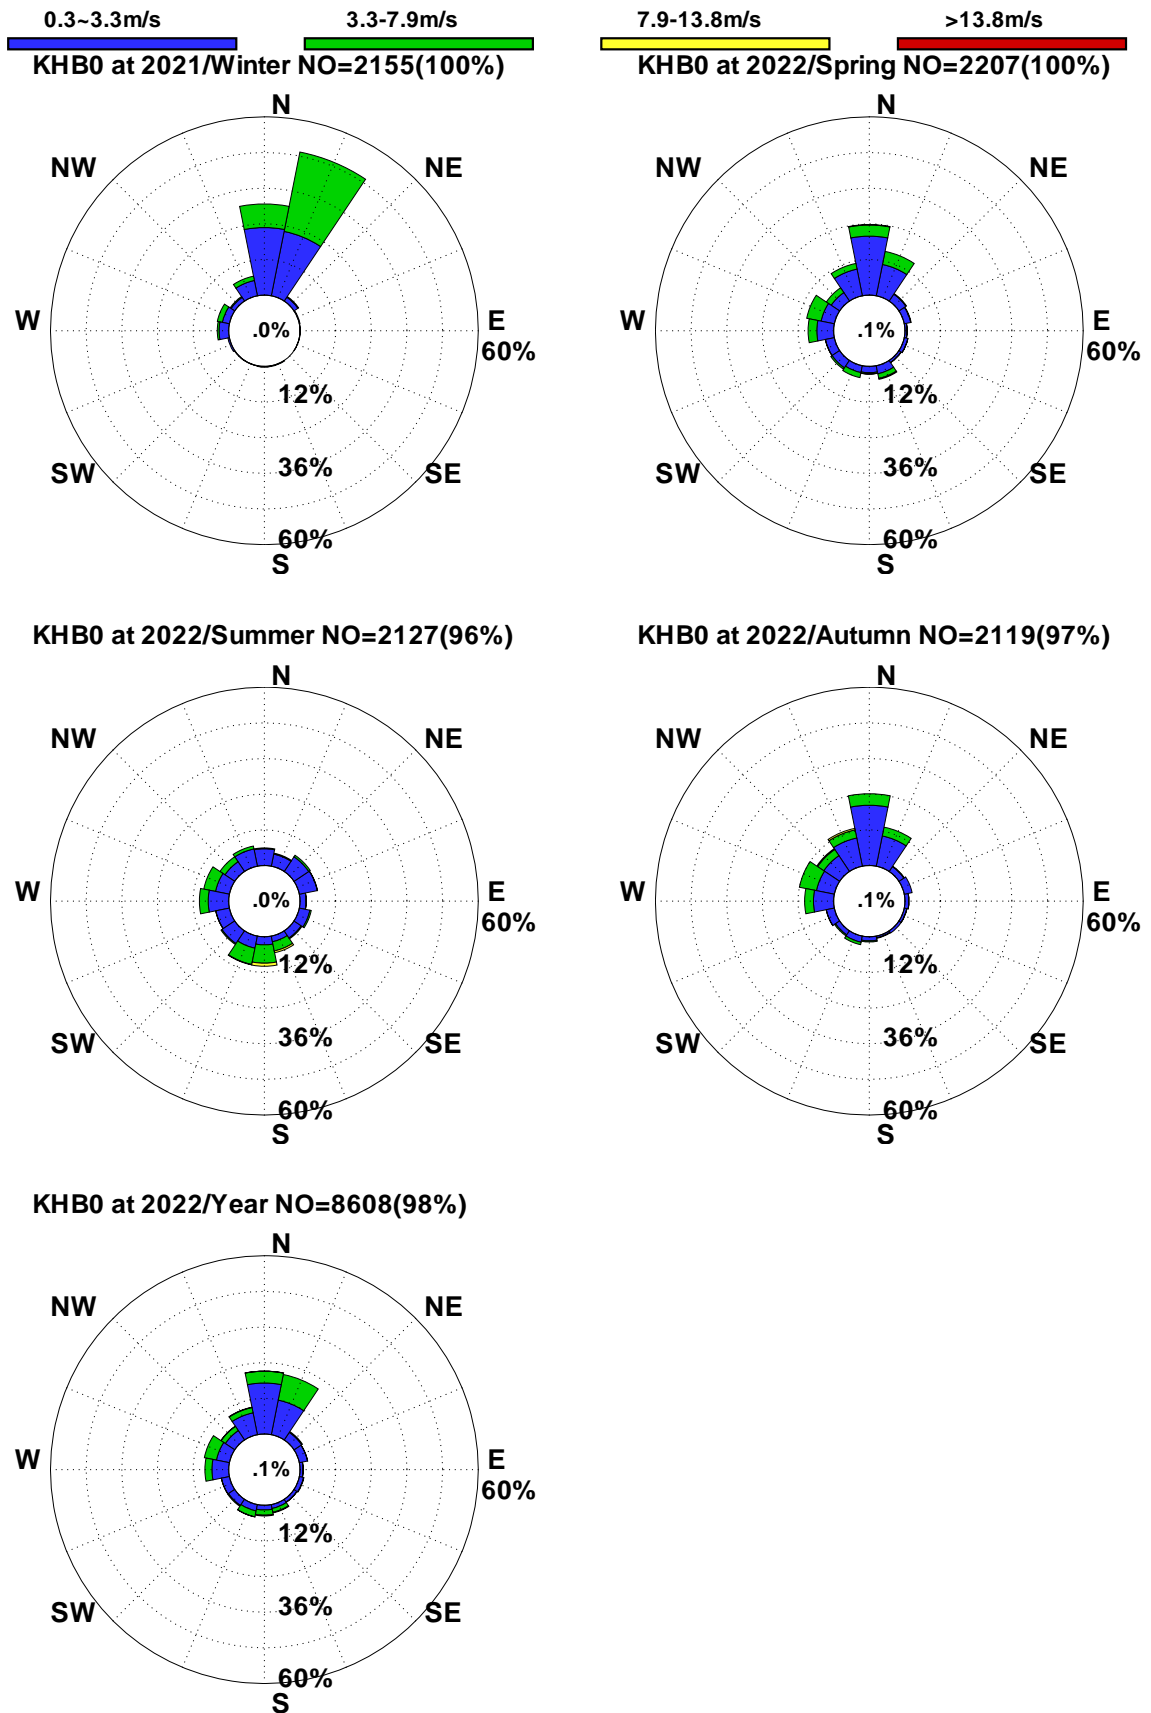 0.3~3.3m/s 3.3-7.9m/s 7.9-13.8m/s >13.8m/s
KHB0 at 2021/Winter NO=2155(100%)
N
NW NE
W .0% E
60%
12%
36%
SW SE
60%
S
KHB0 at 2022/Spring NO=2207(100%)
N
NW NE
W .1% E
60%
12%
36%
SW SE
60%
S
KHB0 at 2022/Summer NO=2127(96%)
N
NW NE
W .0% E
60%
12%
36%
SW SE
60%
S
KHB0 at 2022/Autumn NO=2119(97%)
N
NW NE
W .1% E
60%
12%
36%
SW SE
60%
S
KHB0 at 2022/Year NO=8608(98%)
N
NW NE
W .1% E
60%
12%
36%
SW SE
60%
S